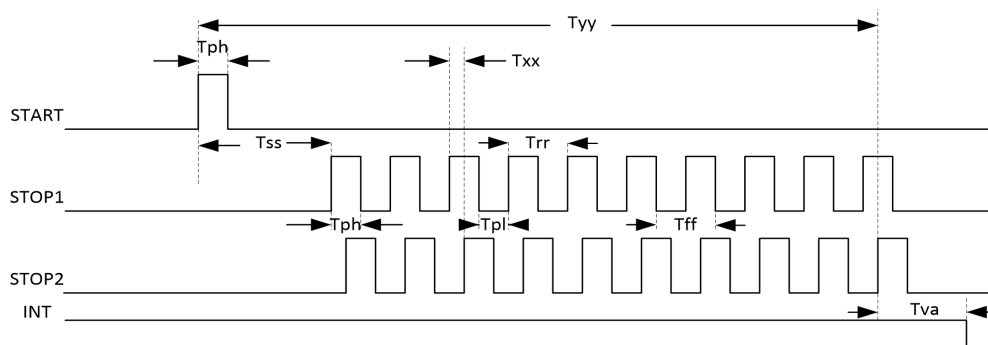 Tyy
Tph
Txx
START
Tss
Trr
STOP1
Tph
Tpl
Tff
STOP2
INT
Tva